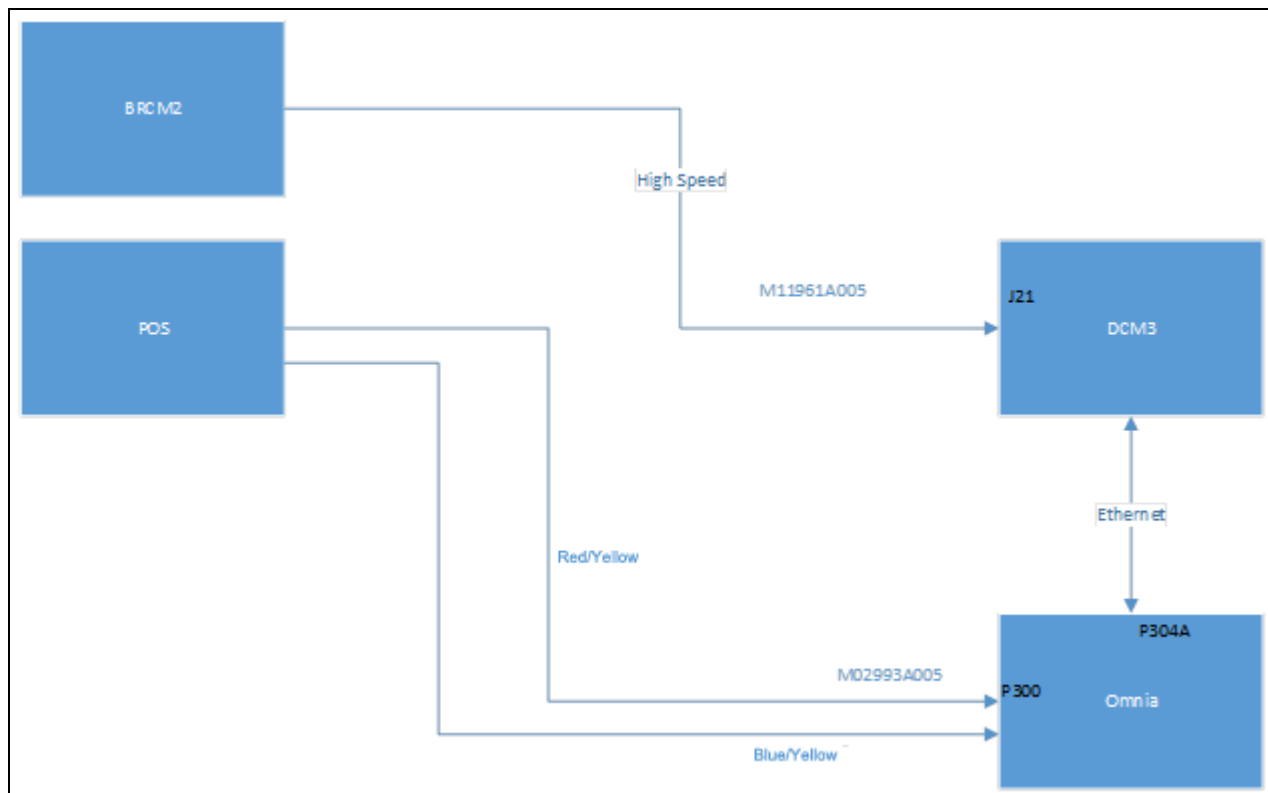 BRCM2
High Speed
M11961A005
J21
POS
DCM3
Ethernet
Red/Yellow
P304A
M02993A005
P300
Omnia
Blue/Yellow